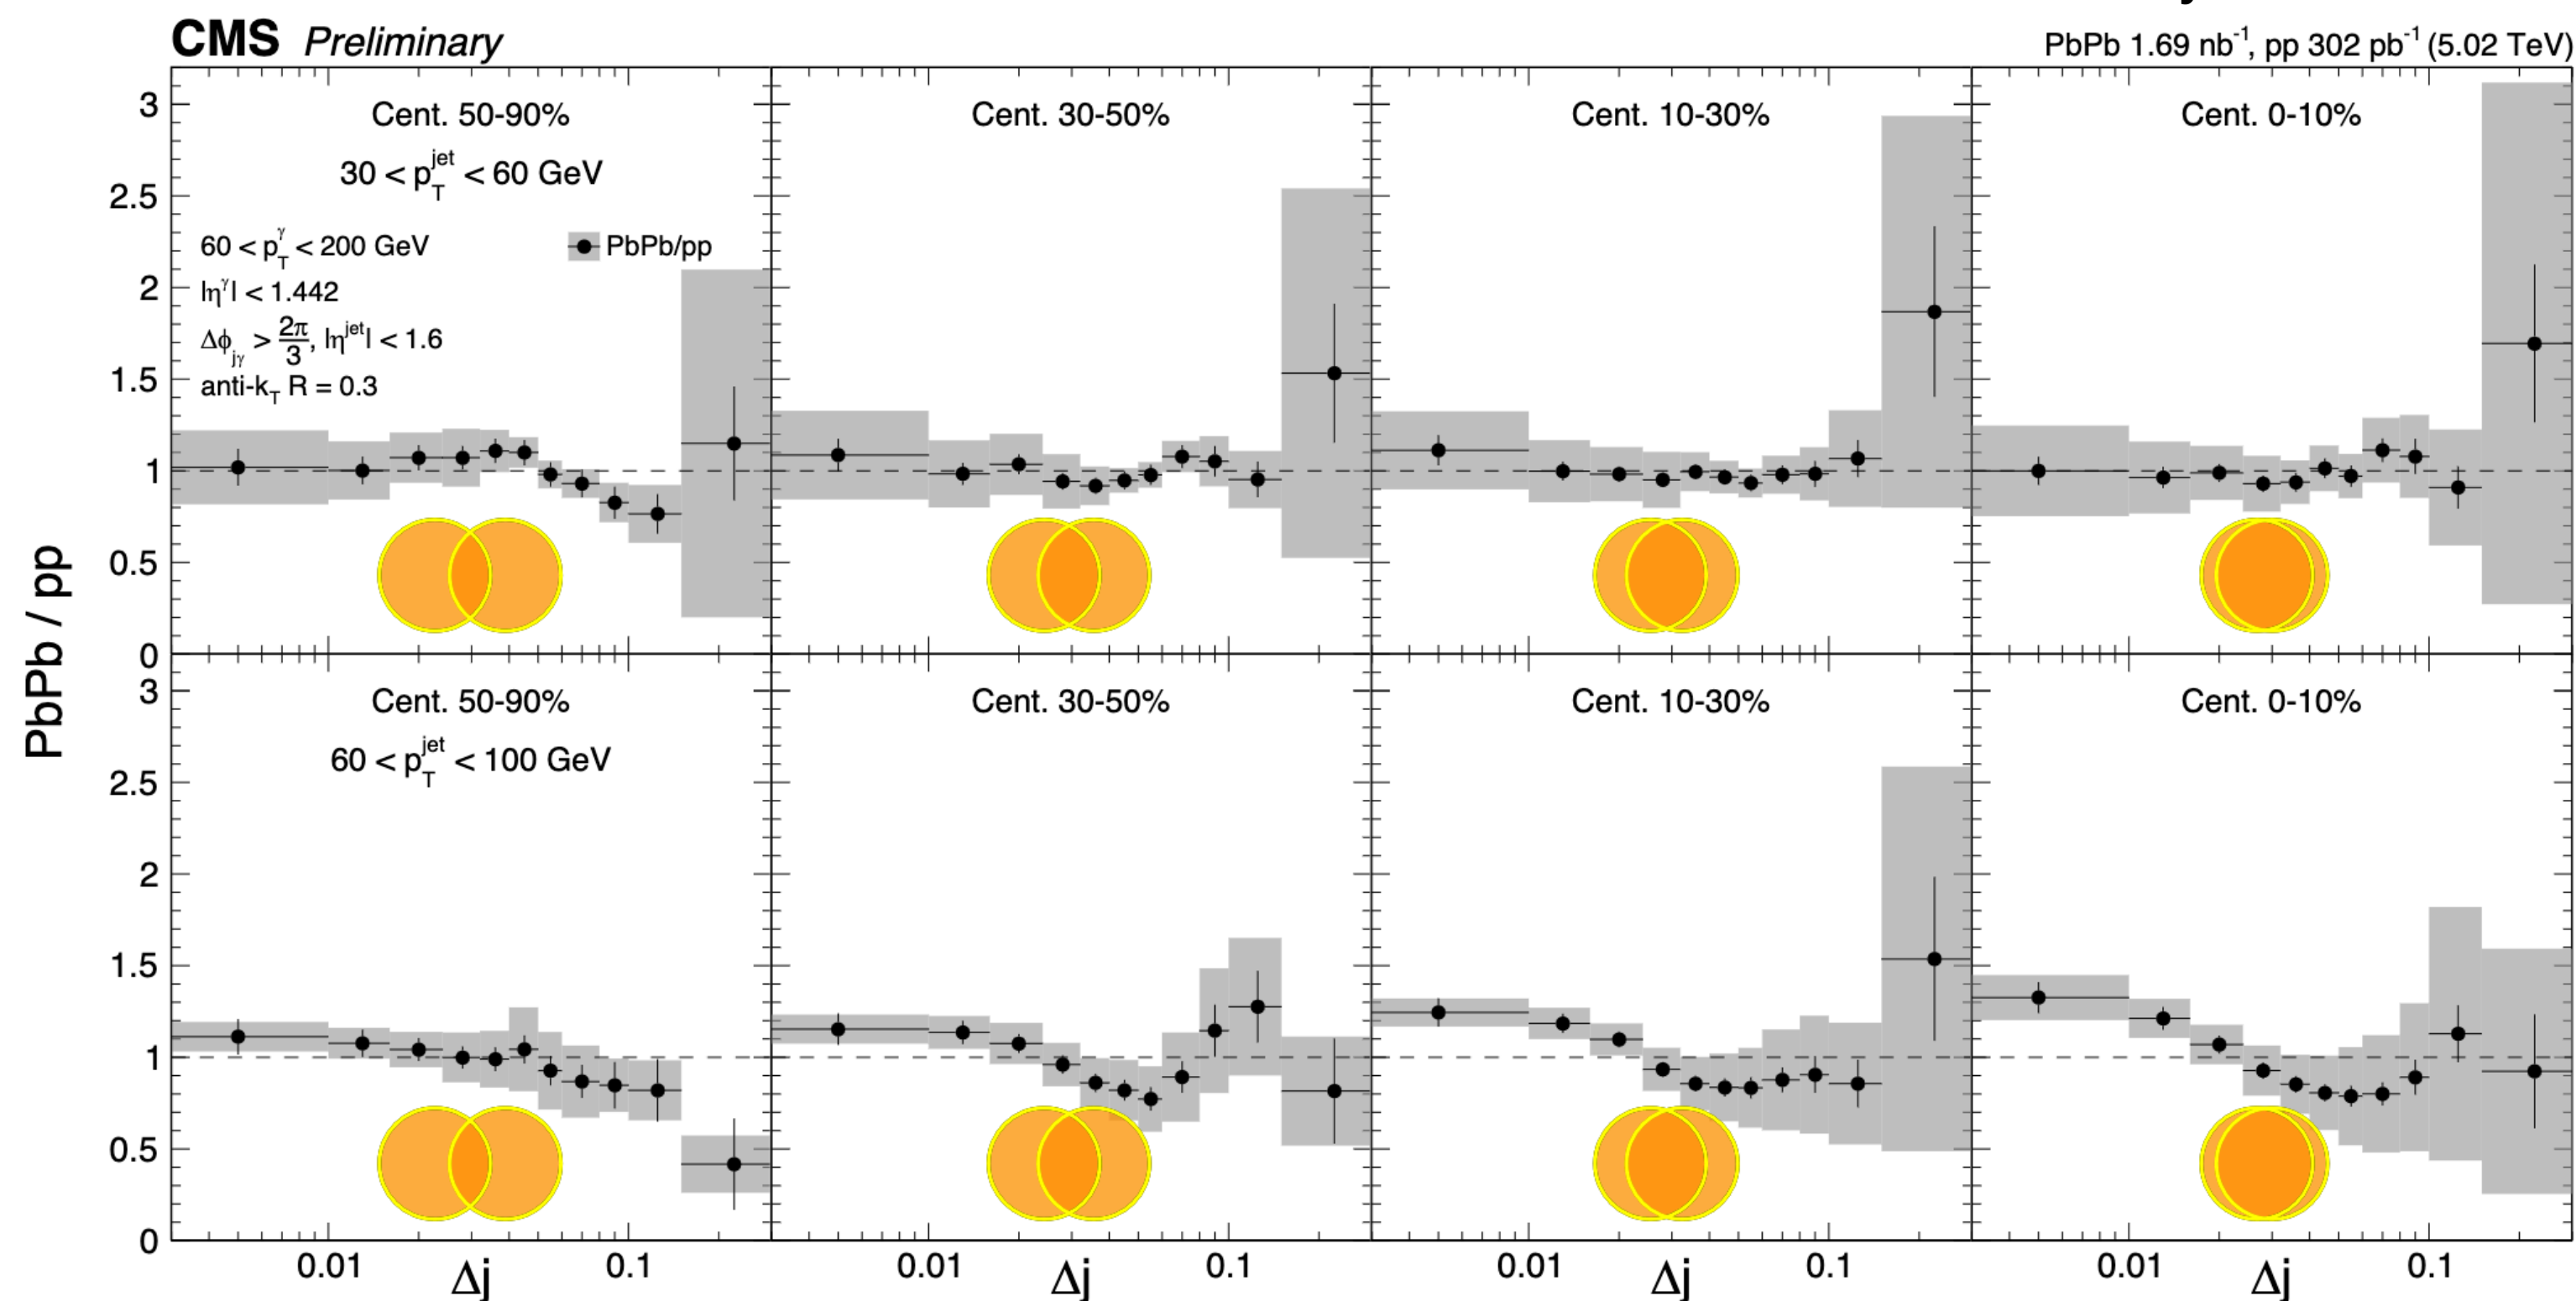 CMS Preliminary
PbPb 1.69 nb⁻¹, pp 302 pb⁻¹ (5.02 TeV)
PbPb / pp
3
2.5
2
1.5
1
0.5
0
Cent. 50-90%
30 < p_T^jet < 60 GeV
60 < p_T^γ < 200 GeV
|η^γ| < 1.442
Δφ_jγ > 2π/3, |η^jet| < 1.6
anti-k_T R = 0.3
PbPb/pp
Cent. 30-50%
Cent. 10-30%
Cent. 0-10%
3
2.5
2
1.5
1
0.5
0
Cent. 50-90%
60 < p_T^jet < 100 GeV
Cent. 30-50%
Cent. 10-30%
Cent. 0-10%
0.01 0.1
Δj
0.01 0.1
Δj
0.01 0.1
Δj
0.01 0.1
Δj